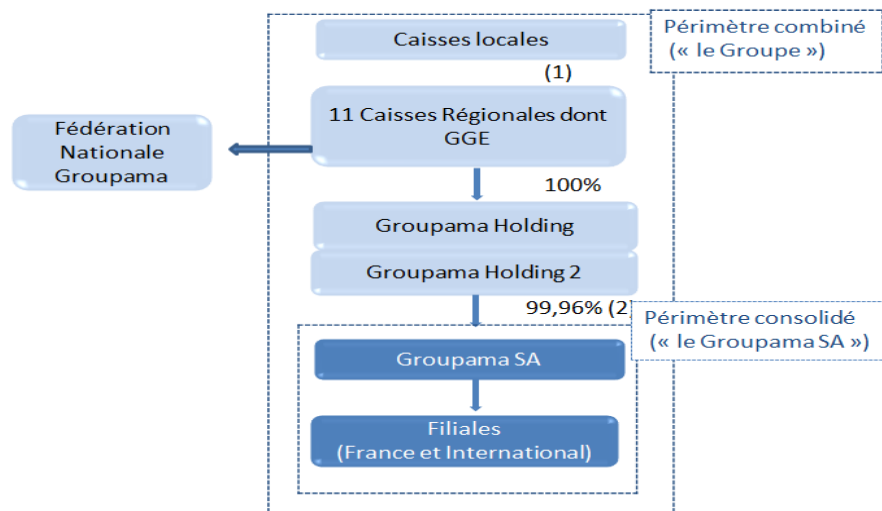 Caisses locales
Périmètre combiné
(« le Groupe »)
(1)
11 Caisses Régionales dont
GGE
Fédération
Nationale
Groupama
100%
Groupama Holding
Groupama Holding 2
99,96% (2)
Périmètre consolidé
(« le Groupama SA »)
Groupama SA
Filiales
(France et International)